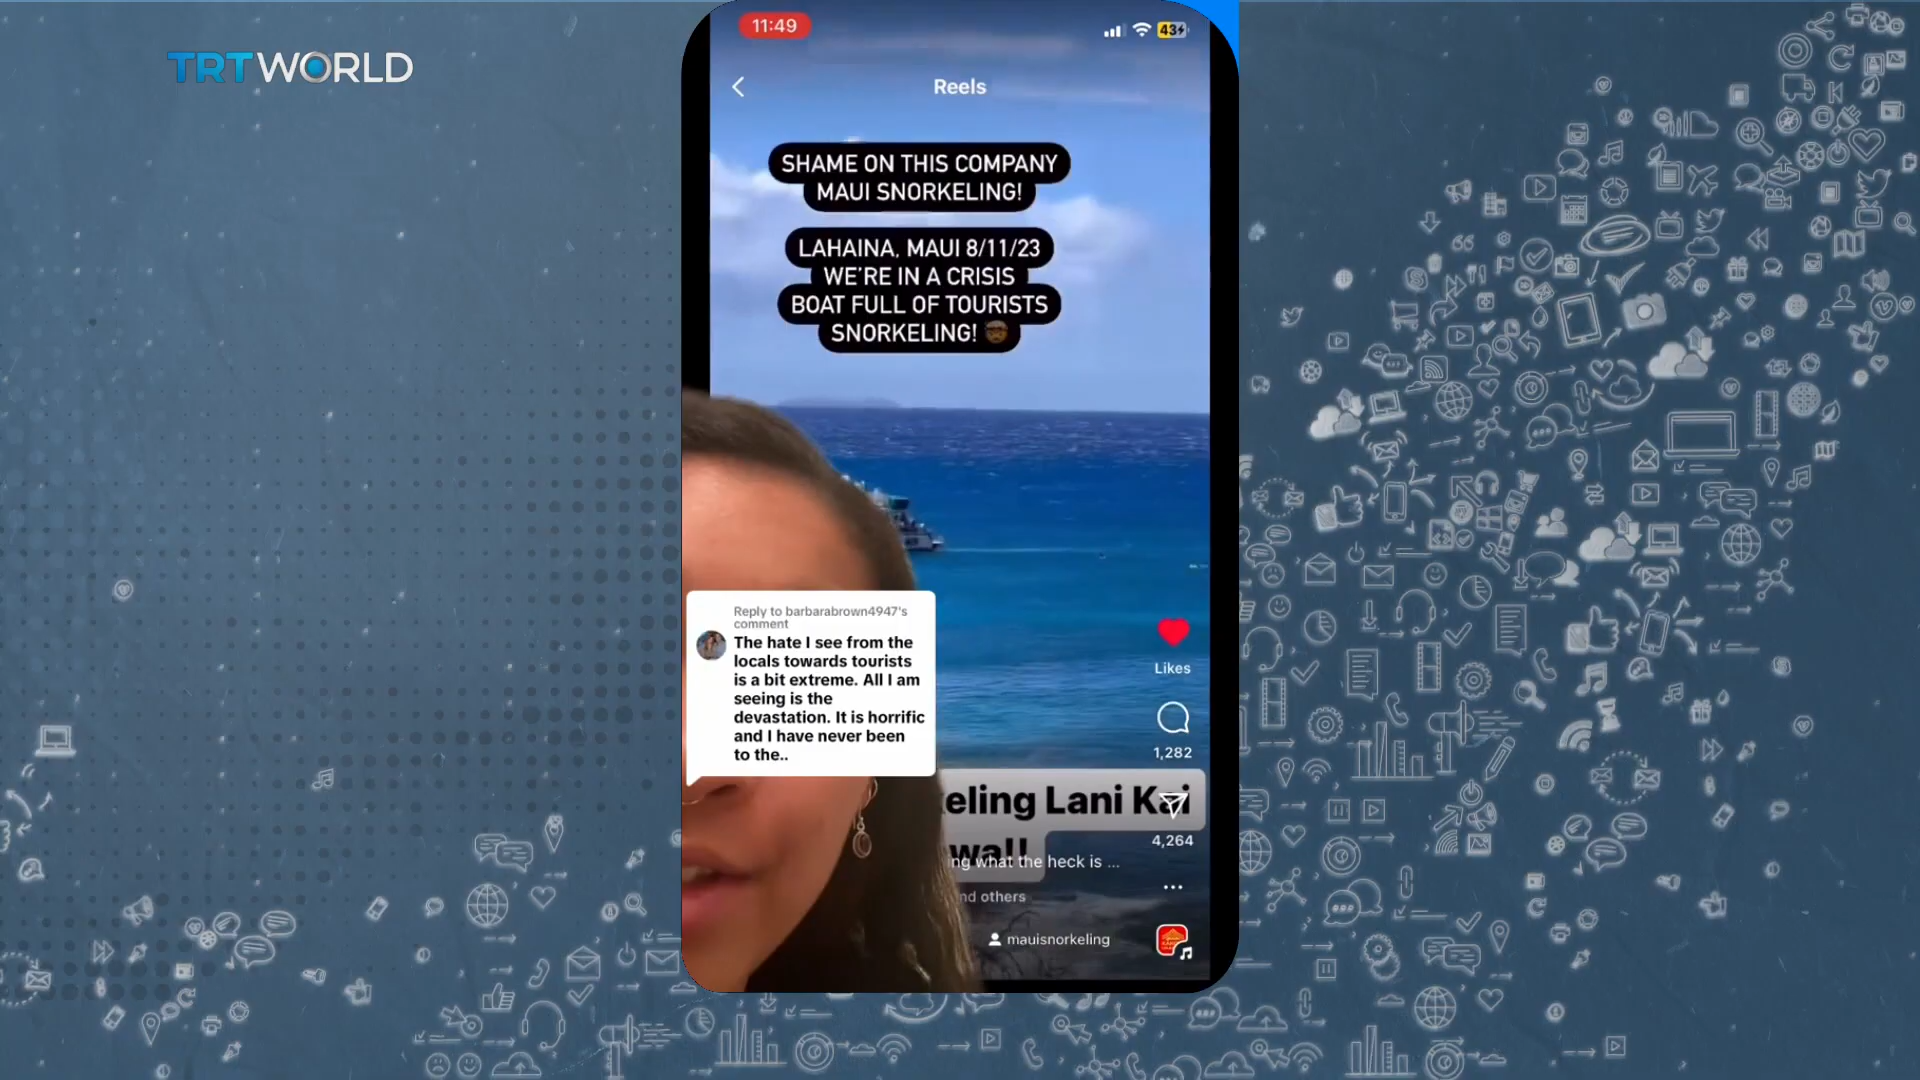 TRT WORLD
11:49
43
Reels
SHAME ON THIS COMPANY
MAUI SNORKELING!
LAHAINA, MAUI 8/11/23
WE'RE IN A CRISIS
BOAT FULL OF TOURISTS
SNORKELING!
Reply to barbarabrown4947's
comment
The hate I see from the
locals towards tourists
is a bit extreme. All I am
seeing is the
devastation. It is horrific
and I have never been
to the..
Likes
1,282
eling Lani Kai
wa!!
4,264
ng what the heck is ...
nd others
mauisnorkeling